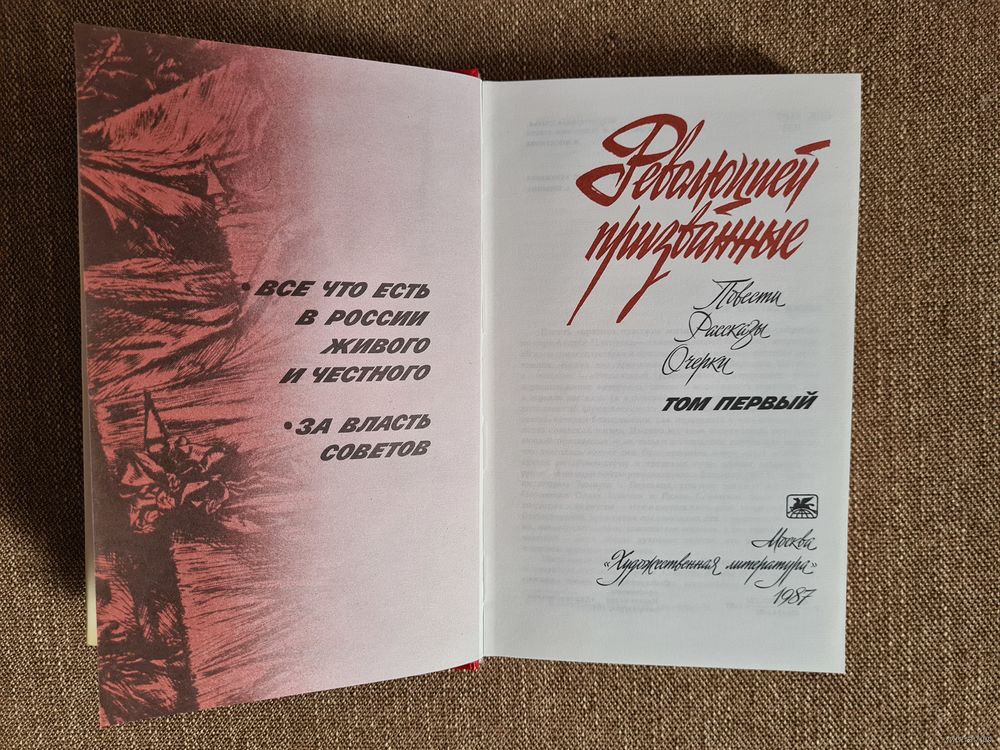 • ВСЕ ЧТО ЕСТЬ
В РОССИИ
ЖИВОГО
И ЧЕСТНОГО
• ЗА ВЛАСТЬ
СОВЕТОВ
Революцией
призванные
Повести
Рассказы
Очерки
ТОМ ПЕРВЫЙ
Москва
«Художественная литература»
1987